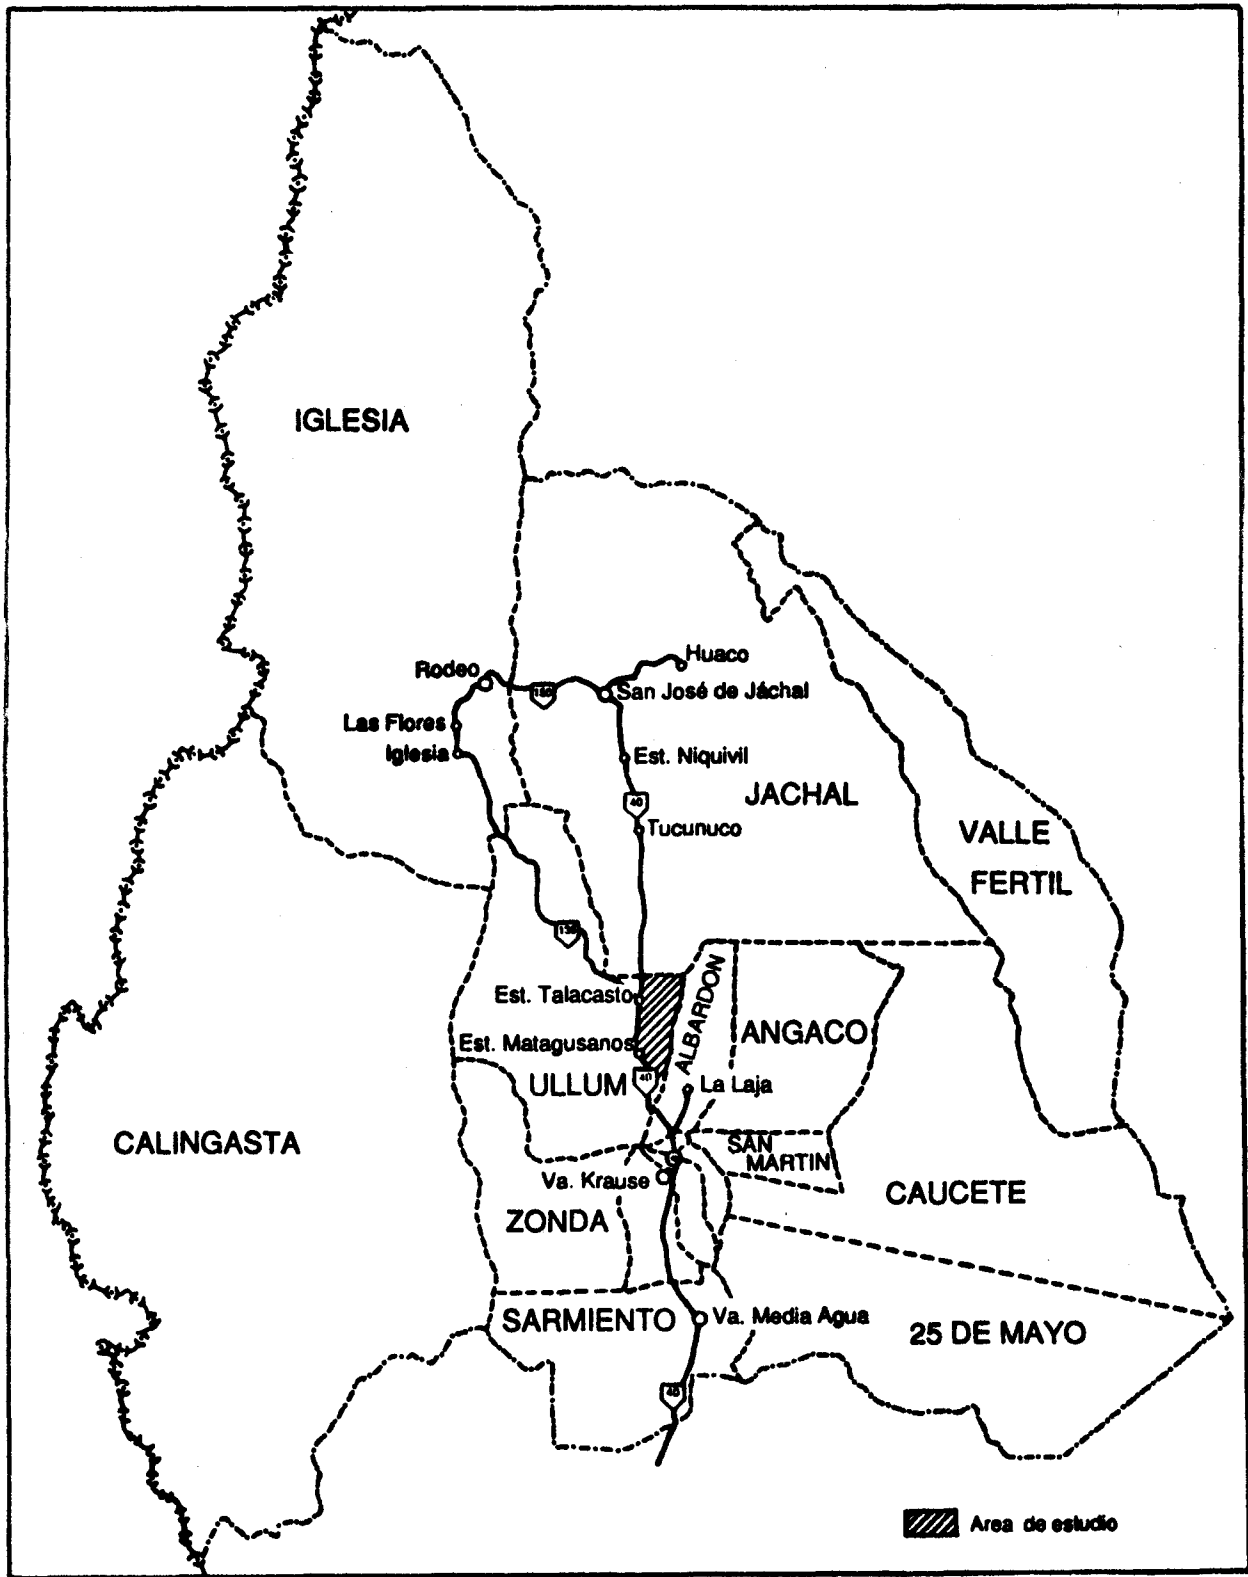 IGLESIA
Huaco
Rodeo
150
San José de Jáchal
Las Flores
Iglesia
Est. Niquivil
JACHAL
40
Tucunuco
VALLE
FERTIL
Est. Talacasto
ALBARDON
ANGACO
Est. Matagusanos
ULLUM
40
La Laja
CALINGASTA
SAN
MARTIN
Va. Krause
CAUCETE
ZONDA
SARMIENTO
Va. Media Agua
25 DE MAYO
40
Area de estudio